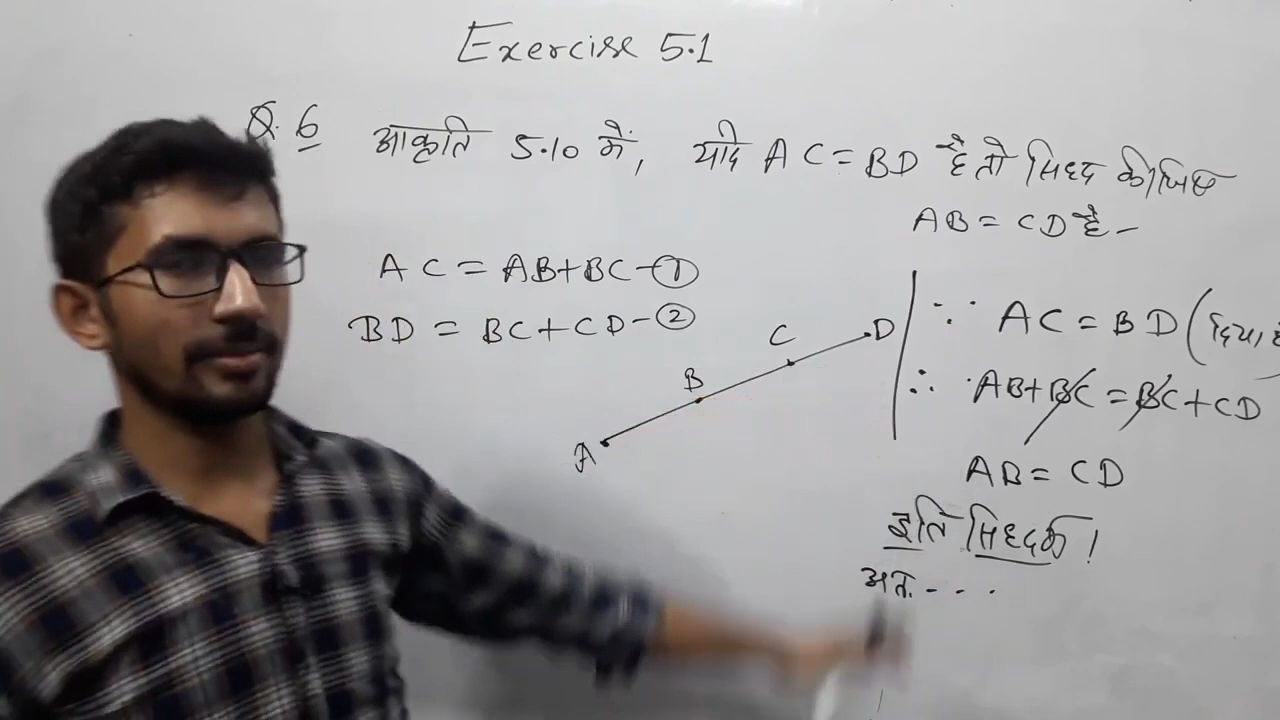 Exercise 5.1
Q. 6 आकृति 5.10 में, यदि AC = BD है तो सिद्ध कीजिए
AB = CD है -
AC = AB + BC - ①
BD = BC + CD - ②
A
B
C
D
∵ AC = BD (दिया है
∴ AB + BC = BC + CD
AB = CD
इति सिद्धम्।
अतः - - .